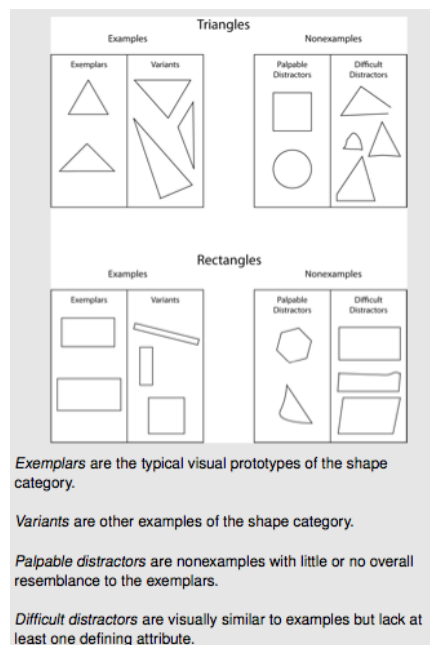 Triangles
Examples
Nonexamples
Exemplars
Variants
Palpable
Distractors
Difficult
Distractors
Rectangles
Examples
Nonexamples
Exemplars
Variants
Palpable
Distractors
Difficult
Distractors
Exemplars are the typical visual prototypes of the shape
category.
Variants are other examples of the shape category.
Palpable distractors are nonexamples with little or no overall
resemblance to the exemplars.
Difficult distractors are visually similar to examples but lack at
least one defining attribute.